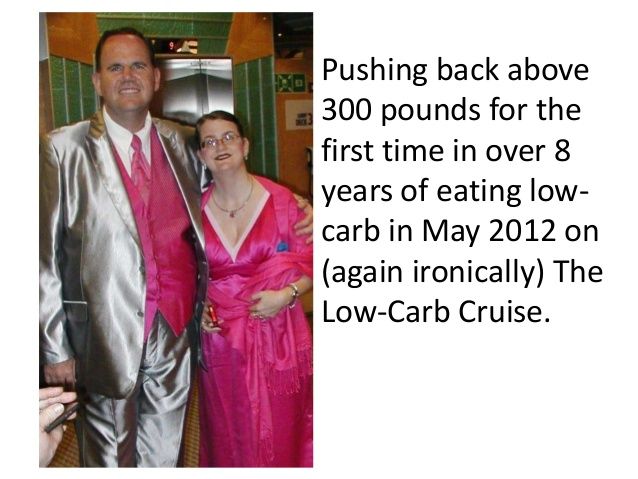 9
Pushing back above
300 pounds for the
first time in over 8
years of eating low-
carb in May 2012 on
(again ironically) The
Low-Carb Cruise.